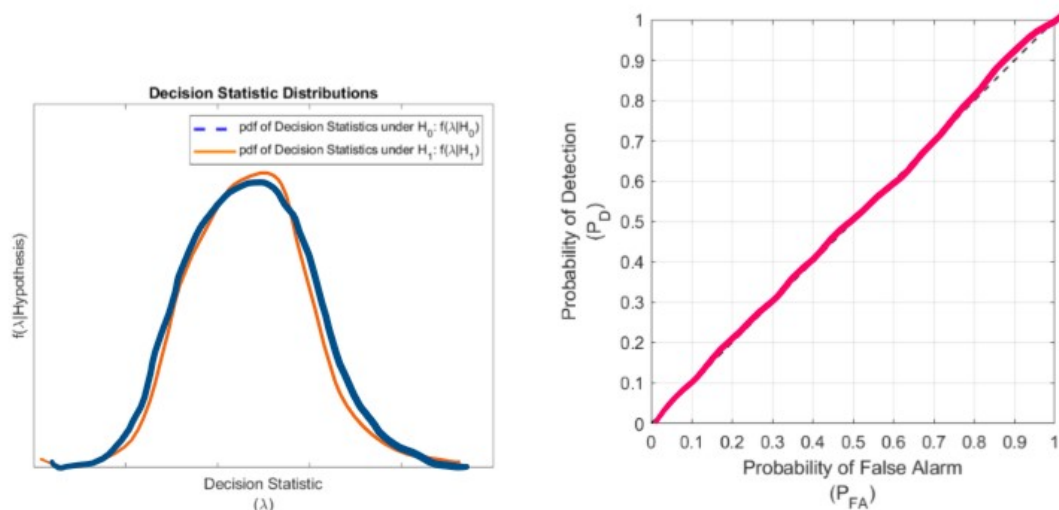 Decision Statistic Distributions
pdf of Decision Statistics under H₀: f(λ|H₀)
pdf of Decision Statistics under H₁: f(λ|H₁)
f(λ|Hypothesis)
Decision Statistic
(λ)
Probability of Detection
(P_D)
1
0.9
0.8
0.7
0.6
0.5
0.4
0.3
0.2
0.1
0
0 0.1 0.2 0.3 0.4 0.5 0.6 0.7 0.8 0.9 1
Probability of False Alarm
(P_FA)